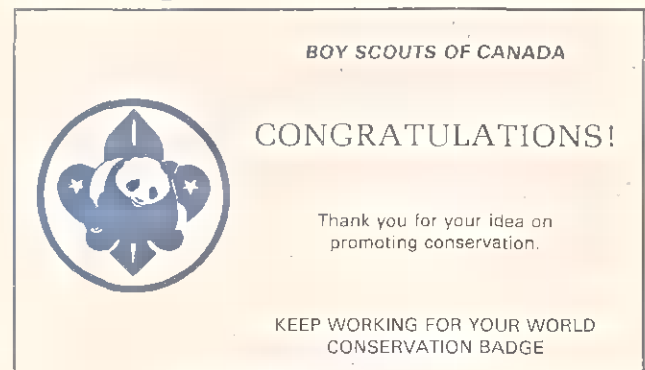 BOY SCOUTS OF CANADA
CONGRATULATIONS!
Thank you for your idea on
promoting conservation.
KEEP WORKING FOR YOUR WORLD
CONSERVATION BADGE